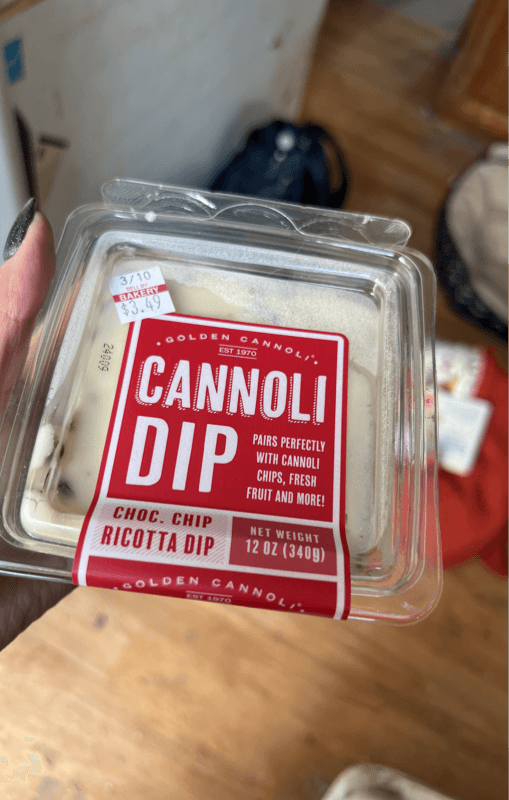 3/10
SELL BY
BAKERY
$3.49
24009
• GOLDEN CANNOLI •
EST 1970
CANNOLI
DIP
PAIRS PERFECTLY
WITH CANNOLI
CHIPS, FRESH
FRUIT AND MORE!
CHOC. CHIP
RICOTTA DIP
NET WEIGHT
12 OZ (340g)
• GOLDEN CANNOLI •
EST 1970